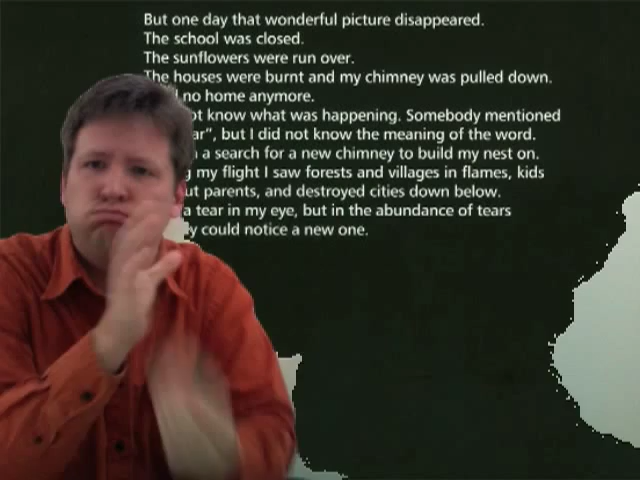 But one day that wonderful picture disappeared.
The school was closed.
The sunflowers were run over.
The houses were burnt and my chimney was pulled down.
no home anymore.
not know what was happening. Somebody mentioned
", but I did not know the meaning of the word.
a search for a new chimney to build my nest on.
my flight I saw forests and villages in flames, kids
parents, and destroyed cities down below.
a tear in my eye, but in the abundance of tears
could notice a new one.